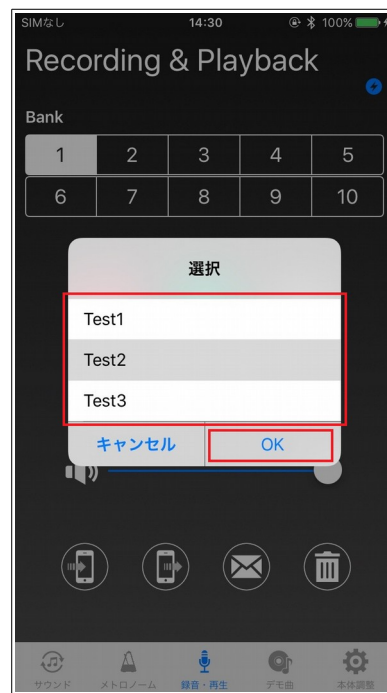 SIMなし 14:30 100%
Recording & Playback
Bank
1 2 3 4 5
6 7 8 9 10
選択
Test1
Test2
Test3
キャンセル OK
サウンド メトロノーム 録音・再生 デモ曲 本体調整